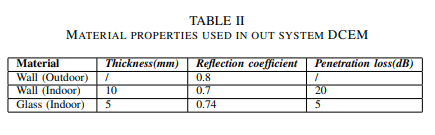 TABLE II
MATERIAL PROPERTIES USED IN OUT SYSTEM DCEM
Material Thickness(mm) Reflection coefficient Penetration loss(dB)
Wall (Outdoor) / 0.8 /
Wall (Indoor) 10 0.7 20
Glass (Indoor) 5 0.74 5